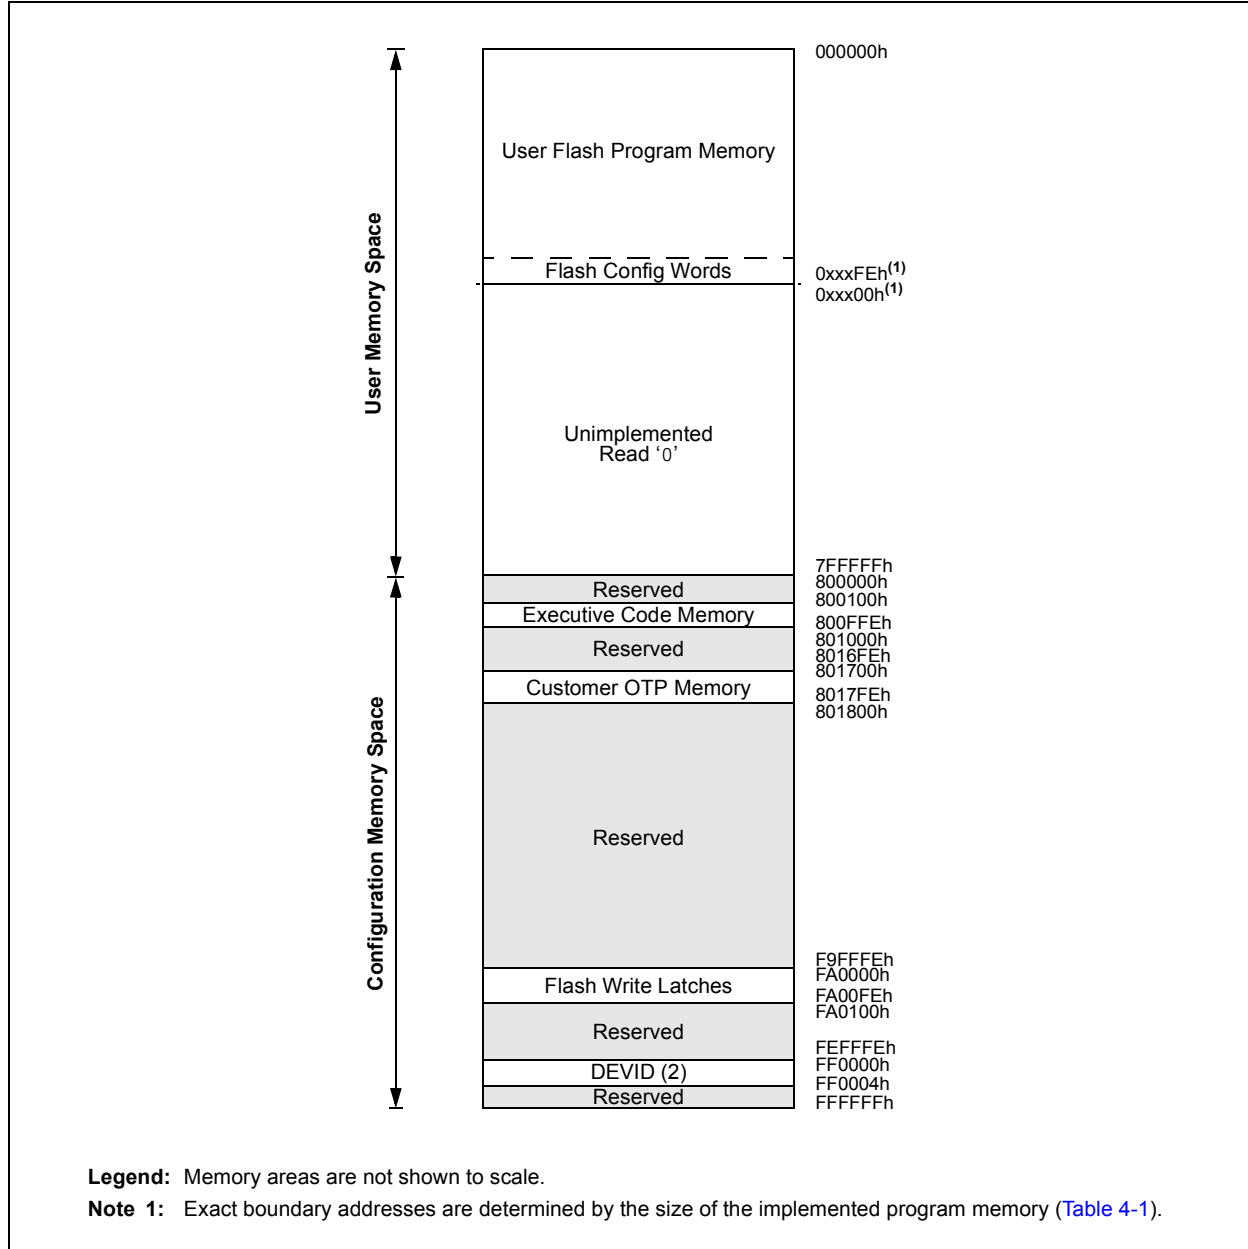 000000h
User Flash Program Memory
User Memory Space
Flash Config Words
0xxxFEh(1)
0xxx00h(1)
Unimplemented
Read ‘0’
7FFFFFh
800000h
Reserved
800100h
Executive Code Memory
800FFEh
801000h
Reserved
8016FEh
801700h
Customer OTP Memory
8017FEh
801800h
Configuration Memory Space
Reserved
F9FFFEh
FA0000h
Flash Write Latches
FA00FEh
FA0100h
Reserved
FEFFFEh
FF0000h
DEVID (2)
FF0004h
Reserved
FFFFFFh
Legend: Memory areas are not shown to scale.
Note 1: Exact boundary addresses are determined by the size of the implemented program memory (Table 4-1).